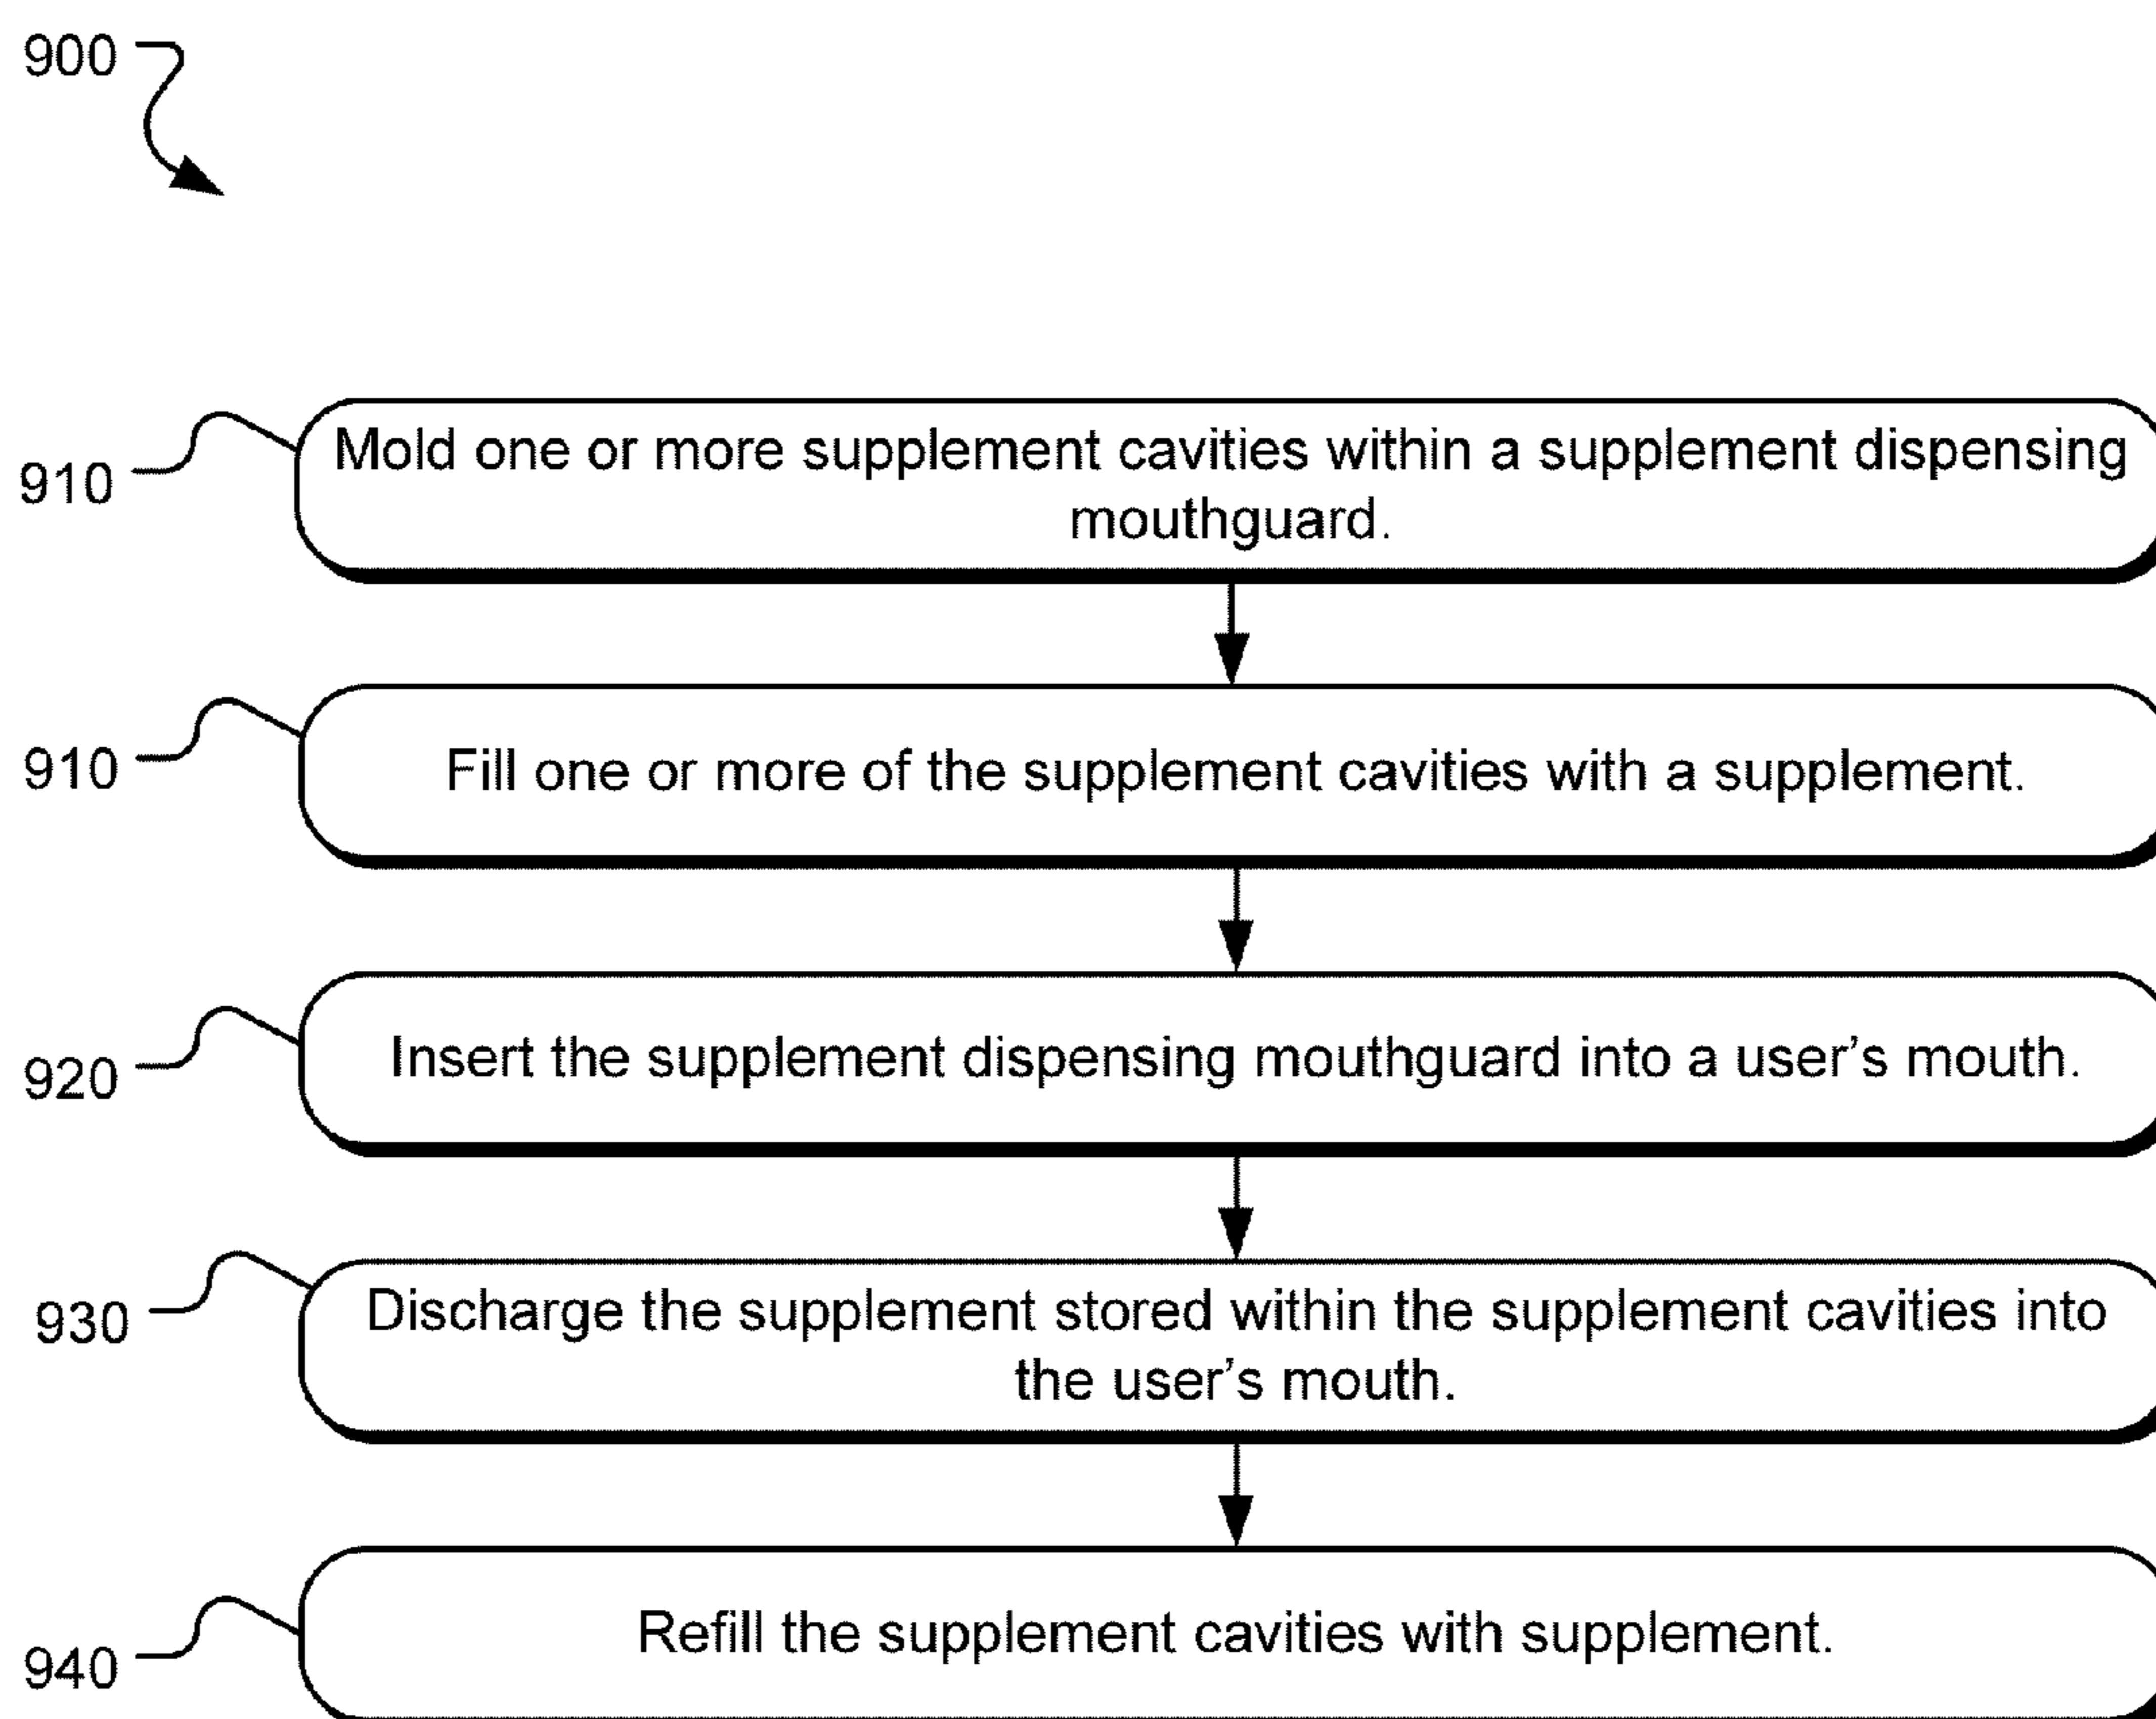 900
910
Mold one or more supplement cavities within a supplement dispensing
mouthguard.
910
Fill one or more of the supplement cavities with a supplement.
920
Insert the supplement dispensing mouthguard into a user's mouth.
930
Discharge the supplement stored within the supplement cavities into
the user's mouth.
940
Refill the supplement cavities with supplement.